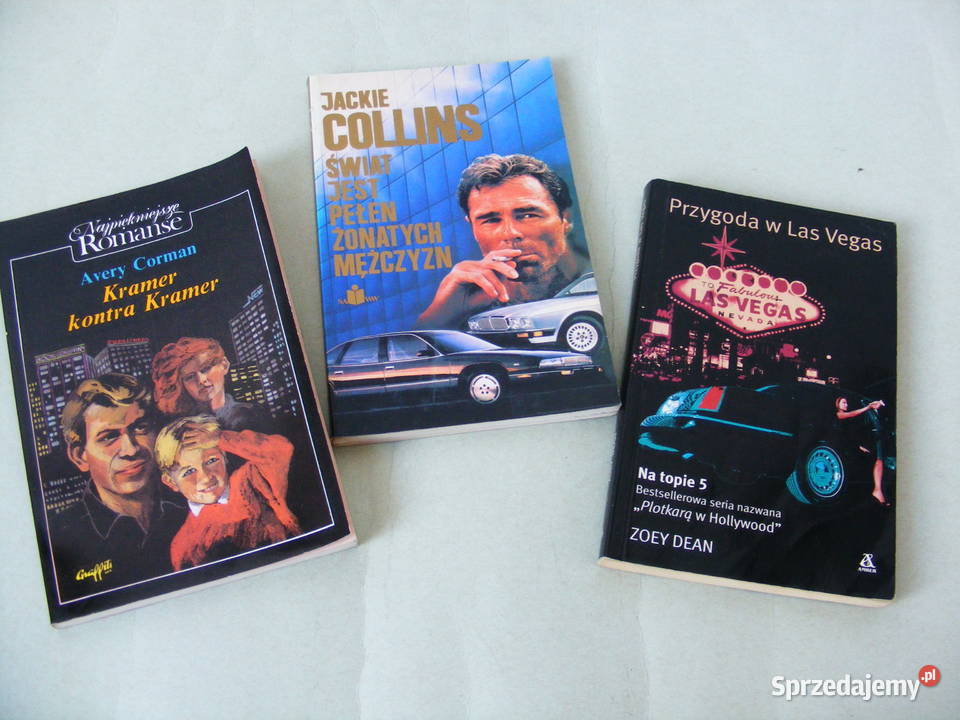 Najpiękniejsze
Romanse
Avery Corman
Kramer
kontra Kramer
Graffiti
JACKIE
COLLINS
ŚWIAT
JEST
PEŁEN
ŻONATYCH
MĘŻCZYZN
Przygoda w Las Vegas
TO Fabulous
LAS VEGAS
NEVADA
Na topie 5
Bestsellerowa seria nazwana
„Plotkarą w Hollywood”
ZOEY DEAN
AMBER
Sprzedajemy.pl